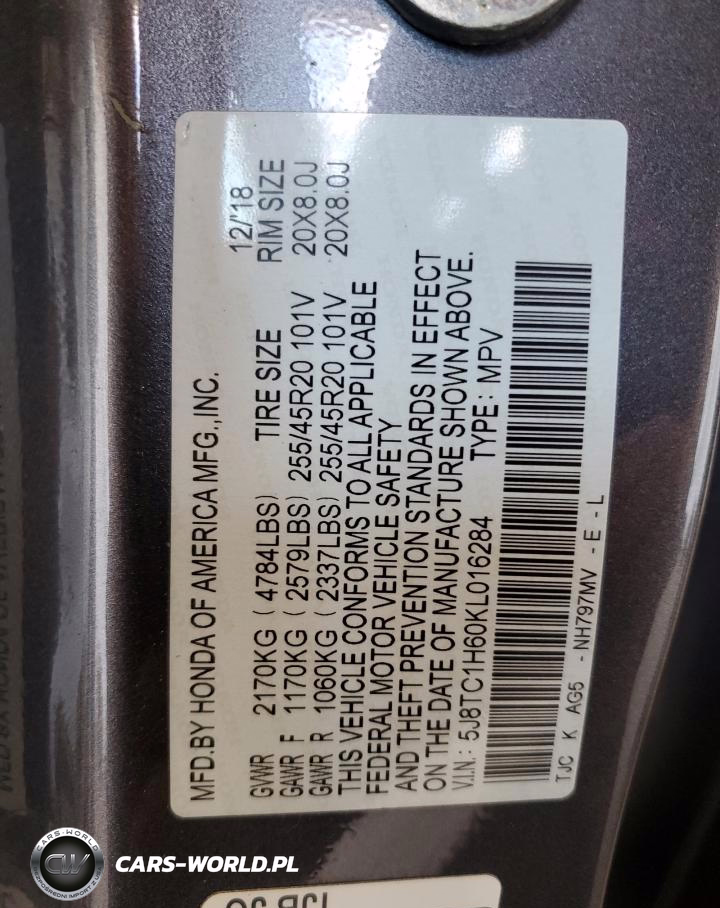 MFD.BY HONDA OF AMERICA MFG.,INC. 12/'18
GVWR 2170KG ( 4784LBS) TIRE SIZE RIM SIZE
GAWR F 1170KG ( 2579LBS) 255/45R20 101V 20X8.0J
GAWR R 1060KG ( 2337LBS) 255/45R20 101V 20X8.0J
THIS VEHICLE CONFORMS TO ALL APPLICABLE
FEDERAL MOTOR VEHICLE SAFETY
AND THEFT PREVENTION STANDARDS IN EFFECT
ON THE DATE OF MANUFACTURE SHOWN ABOVE.
V.I.N.: 5J8TC1H60KL016284 TYPE: MPV
TJC K AG5 - NH797MV - E - L
CARS-WORLD
CW
CARS-WORLD.PL